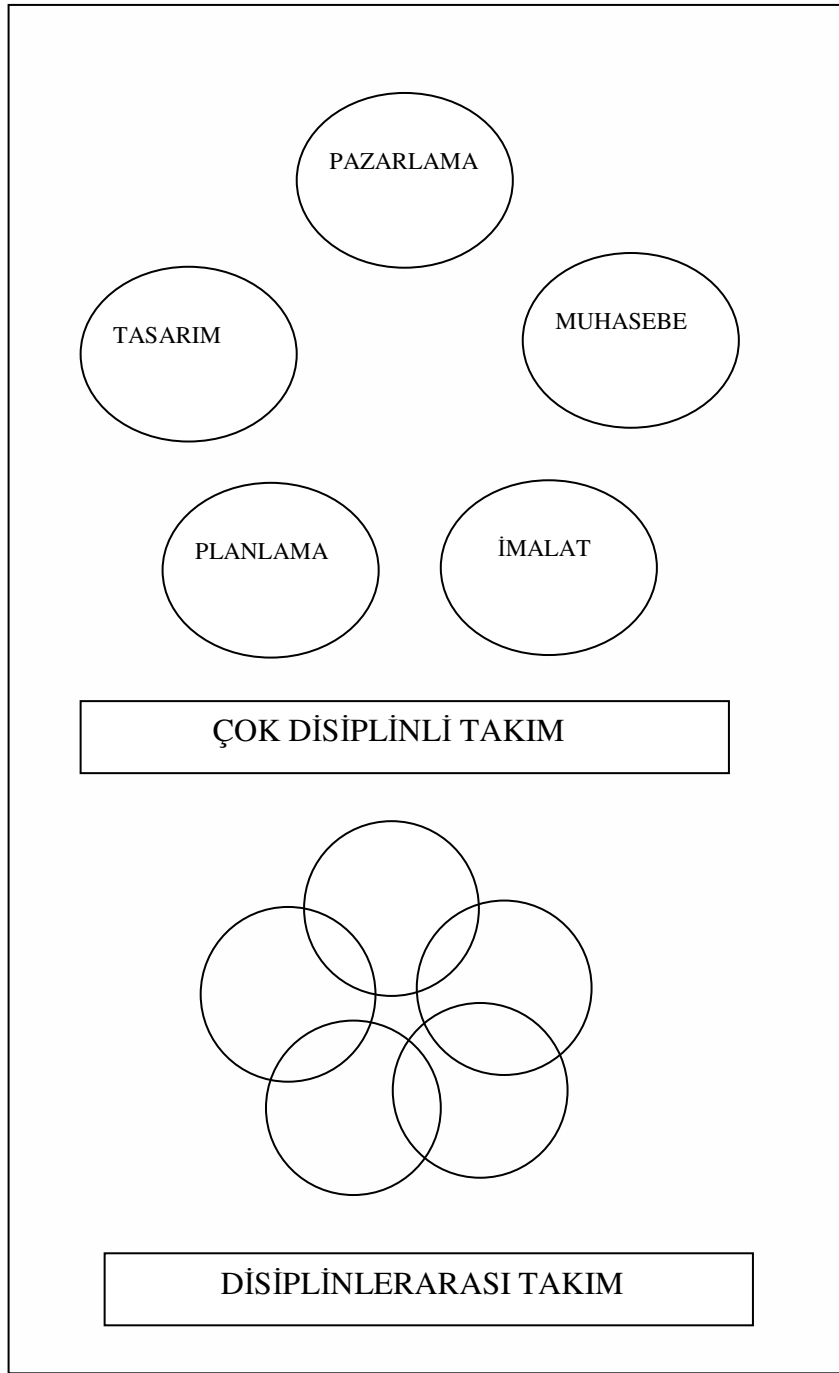 PAZARLAMA
MUHASEBE
TASARIM
İMALAT
PLANLAMA
ÇOK DİSİPLİNLİ TAKIM
DİSİPLİNLERARASI TAKIM